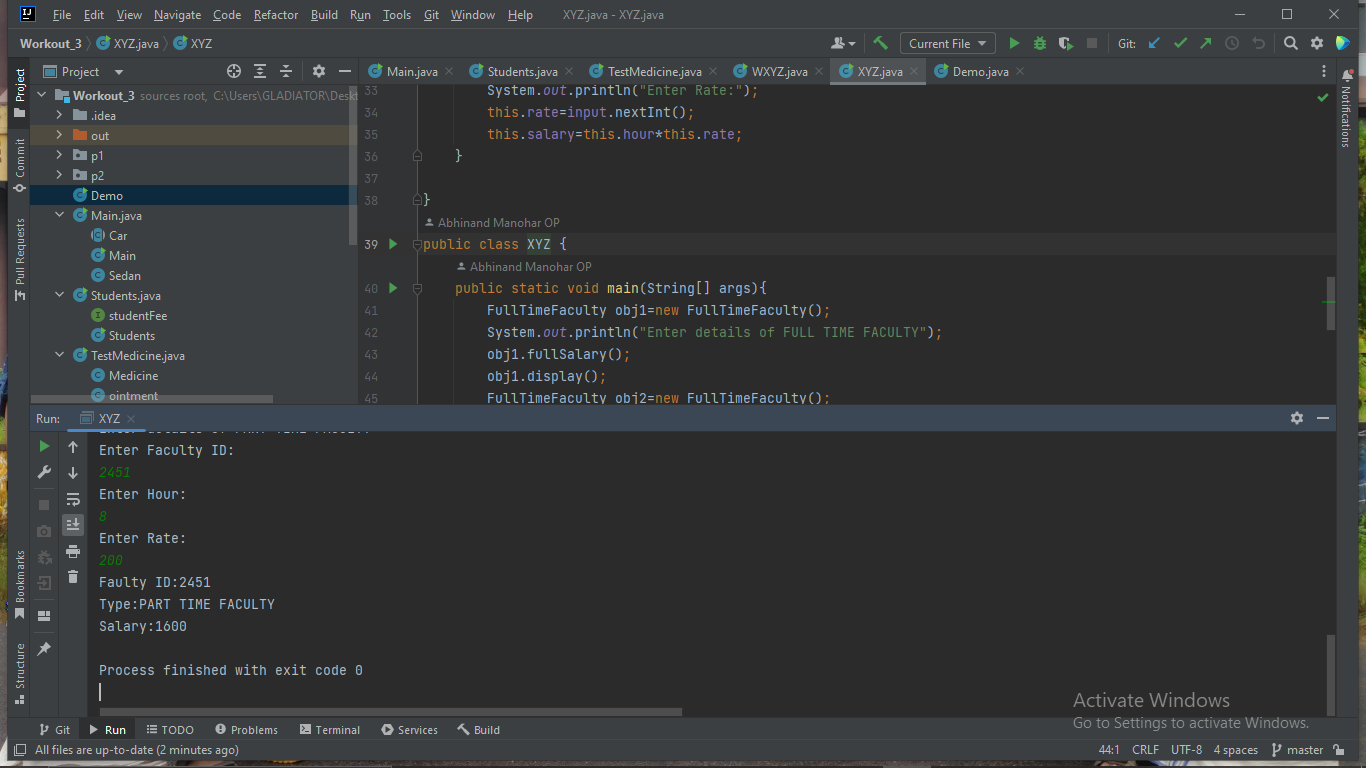 File Edit View Navigate Code Refactor Build Run Tools Git Window Help XYZ.java - XYZ.java
Workout_3 XYZ.java XYZ Current File Git:
Project
Main.java Students.java TestMedicine.java WXYZ.java XYZ.java Demo.java
Workout_3 sources root, C:\Users\GLADIATOR\Deskt
.idea
out
p1
p2
Demo
Main.java
Car
Main
Sedan
Students.java
studentFee
Students
TestMedicine.java
Medicine
ointment
33 System.out.println("Enter Rate:");
34 this.rate=input.nextInt();
35 this.salary=this.hour*this.rate;
36 }
37
38 }
Abhinand Manohar OP
39 public class XYZ {
Abhinand Manohar OP
40 public static void main(String[] args){
41 FullTimeFaculty obj1=new FullTimeFaculty();
42 System.out.println("Enter details of FULL TIME FACULTY");
43 obj1.fullSalary();
44 obj1.display();
45 FullTimeFaculty obj2=new FullTimeFaculty();
Project
Commit
Pull Requests
Bookmarks
Structure
Notifications
Run: XYZ
Enter Faculty ID:
2451
Enter Hour:
8
Enter Rate:
200
Faulty ID:2451
Type:PART TIME FACULTY
Salary:1600
Process finished with exit code 0
Activate Windows
Go to Settings to activate Windows.
Git Run TODO Problems Terminal Services Build
All files are up-to-date (2 minutes ago) 44:1 CRLF UTF-8 4 spaces master